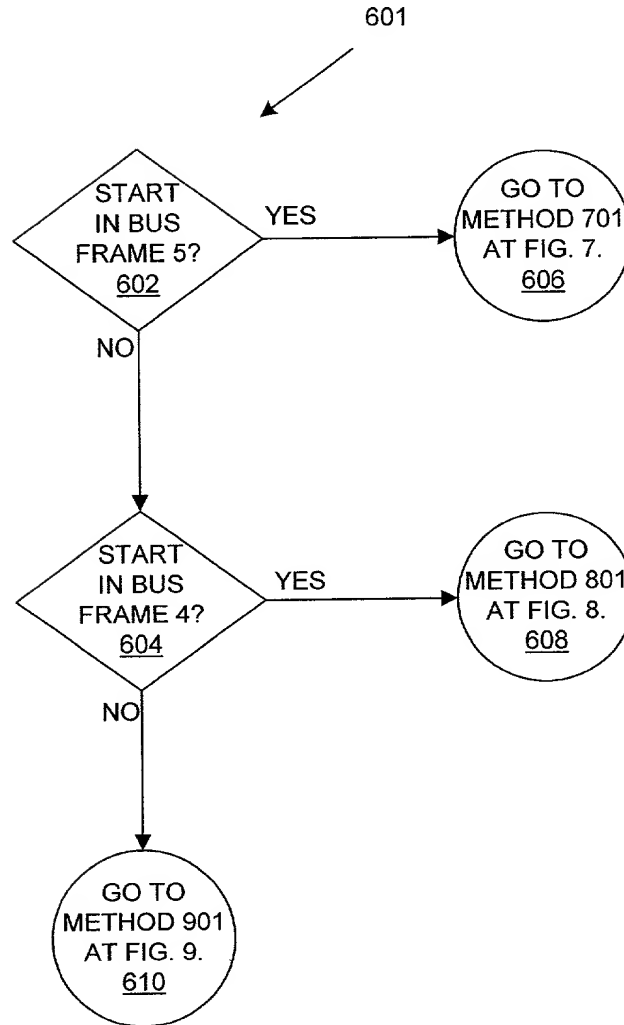 601
START
IN BUS
FRAME 5?
602
YES
GO TO
METHOD 701
AT FIG. 7.
606
NO
START
IN BUS
FRAME 4?
604
YES
GO TO
METHOD 801
AT FIG. 8.
608
NO
GO TO
METHOD 901
AT FIG. 9.
610